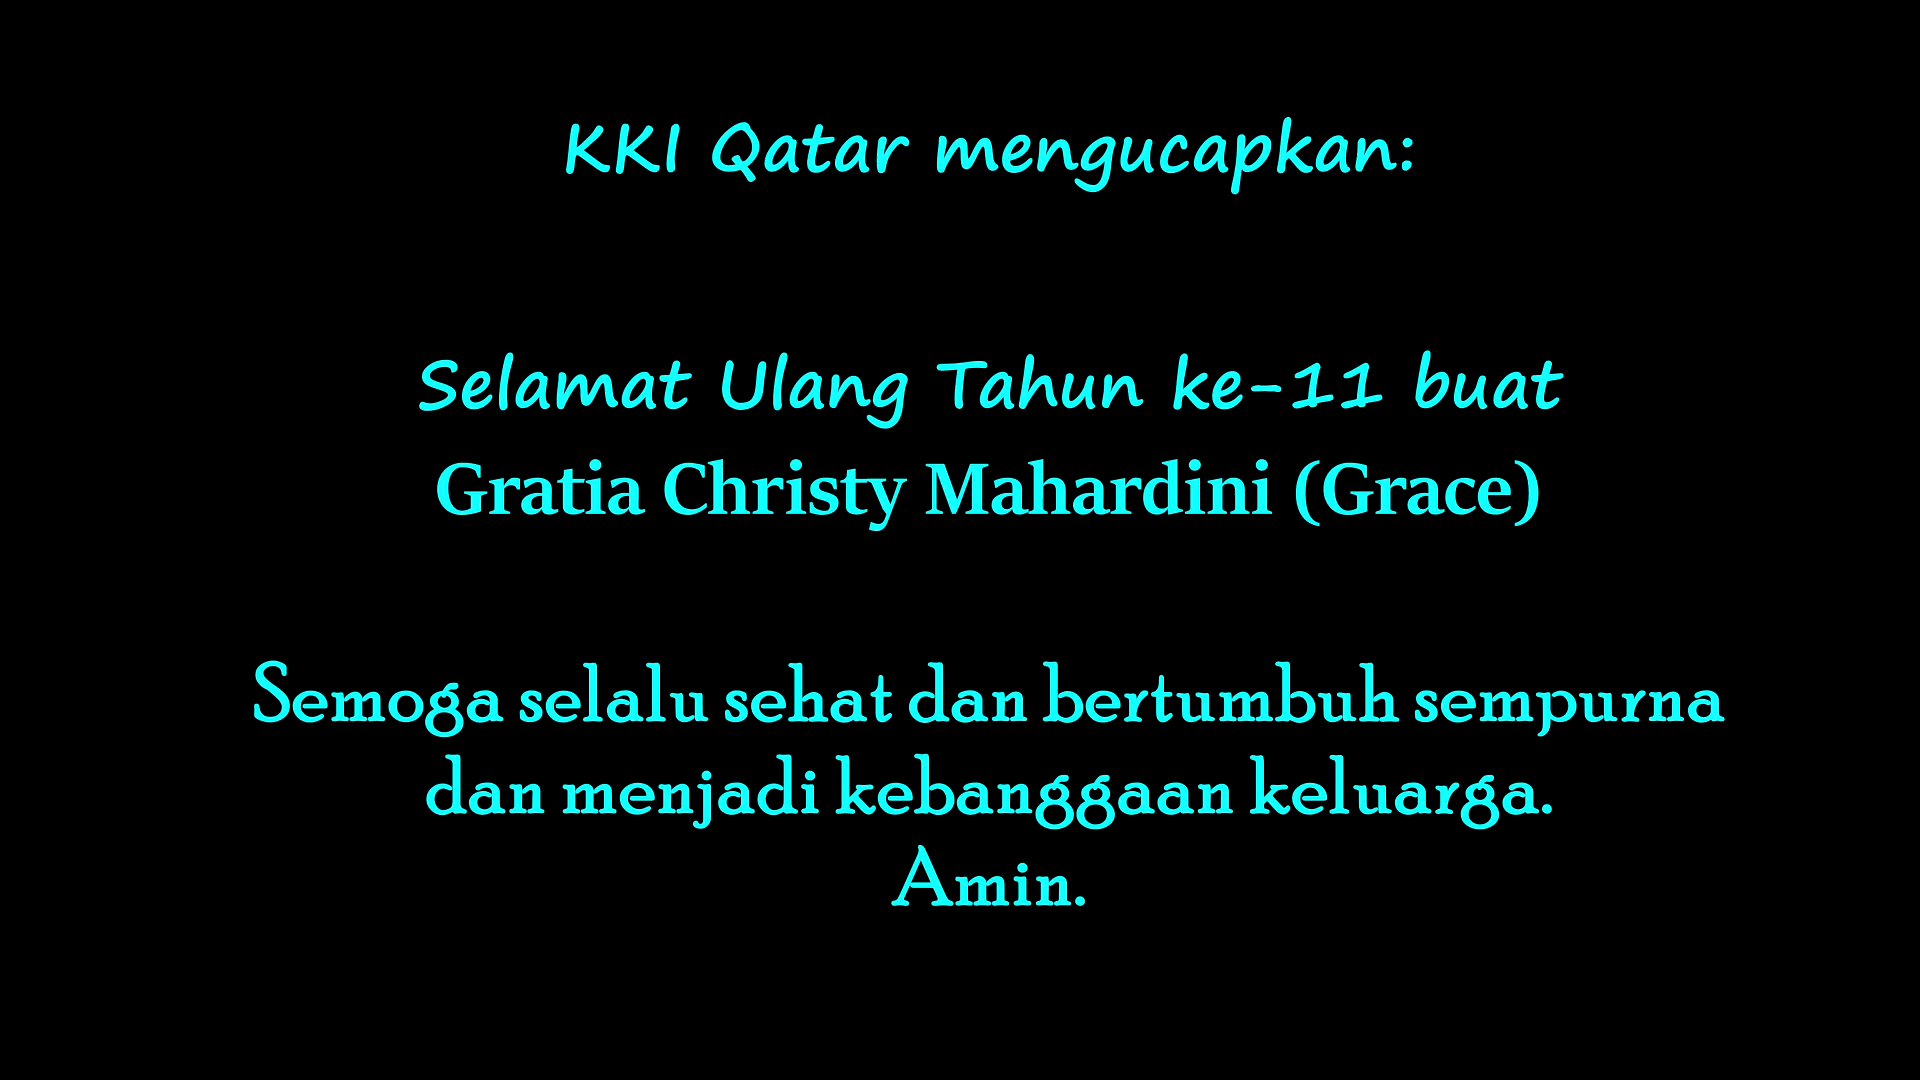 KKI Qatar mengucapkan:
Selamat Ulang Tahun ke-11 buat
Gratia Christy Mahardini (Grace)
Semoga selalu sehat dan bertumbuh sempurna
dan menjadi kebanggaan keluarga.
Amin.